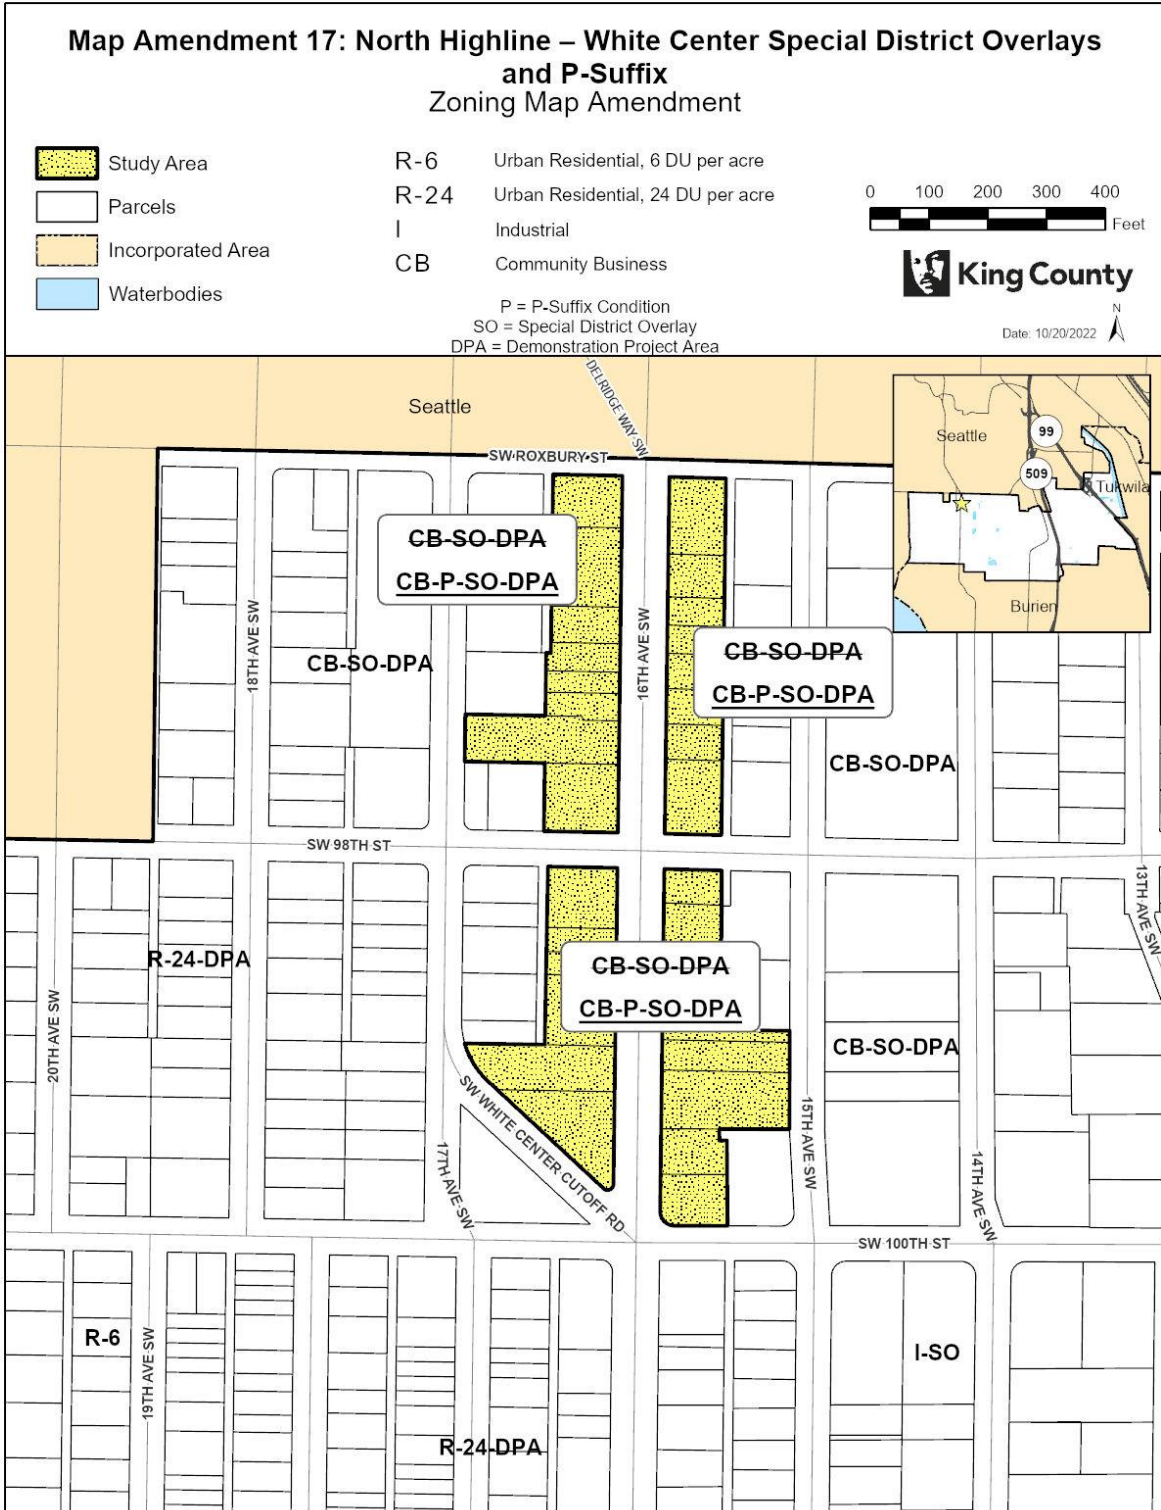 Map Amendment 17: North Highline – White Center Special District Overlays
and P-Suffix
Zoning Map Amendment
Study Area
Parcels
Incorporated Area
Waterbodies
R-6 Urban Residential, 6 DU per acre
R-24 Urban Residential, 24 DU per acre
I Industrial
CB Community Business
P = P-Suffix Condition
SO = Special District Overlay
DPA = Demonstration Project Area
0 100 200 300 400
Feet
King County
N
Date: 10/20/2022
Seattle
DELRIDGE WAY SW
SW ROXBURY ST
Seattle
99
509
Tukwila
Burien
CB-SO-DPA
CB-P-SO-DPA
18TH AVE SW
16TH AVE SW
CB-SO-DPA
CB-SO-DPA
CB-P-SO-DPA
CB-SO-DPA
SW 98TH ST
13TH AVE SW
R-24-DPA
CB-SO-DPA
CB-P-SO-DPA
20TH AVE SW
CB-SO-DPA
SW WHITE CENTER CUTOFF RD
17TH AVE SW
15TH AVE SW
14TH AVE SW
SW 100TH ST
R-6
19TH AVE SW
I-SO
R-24-DPA